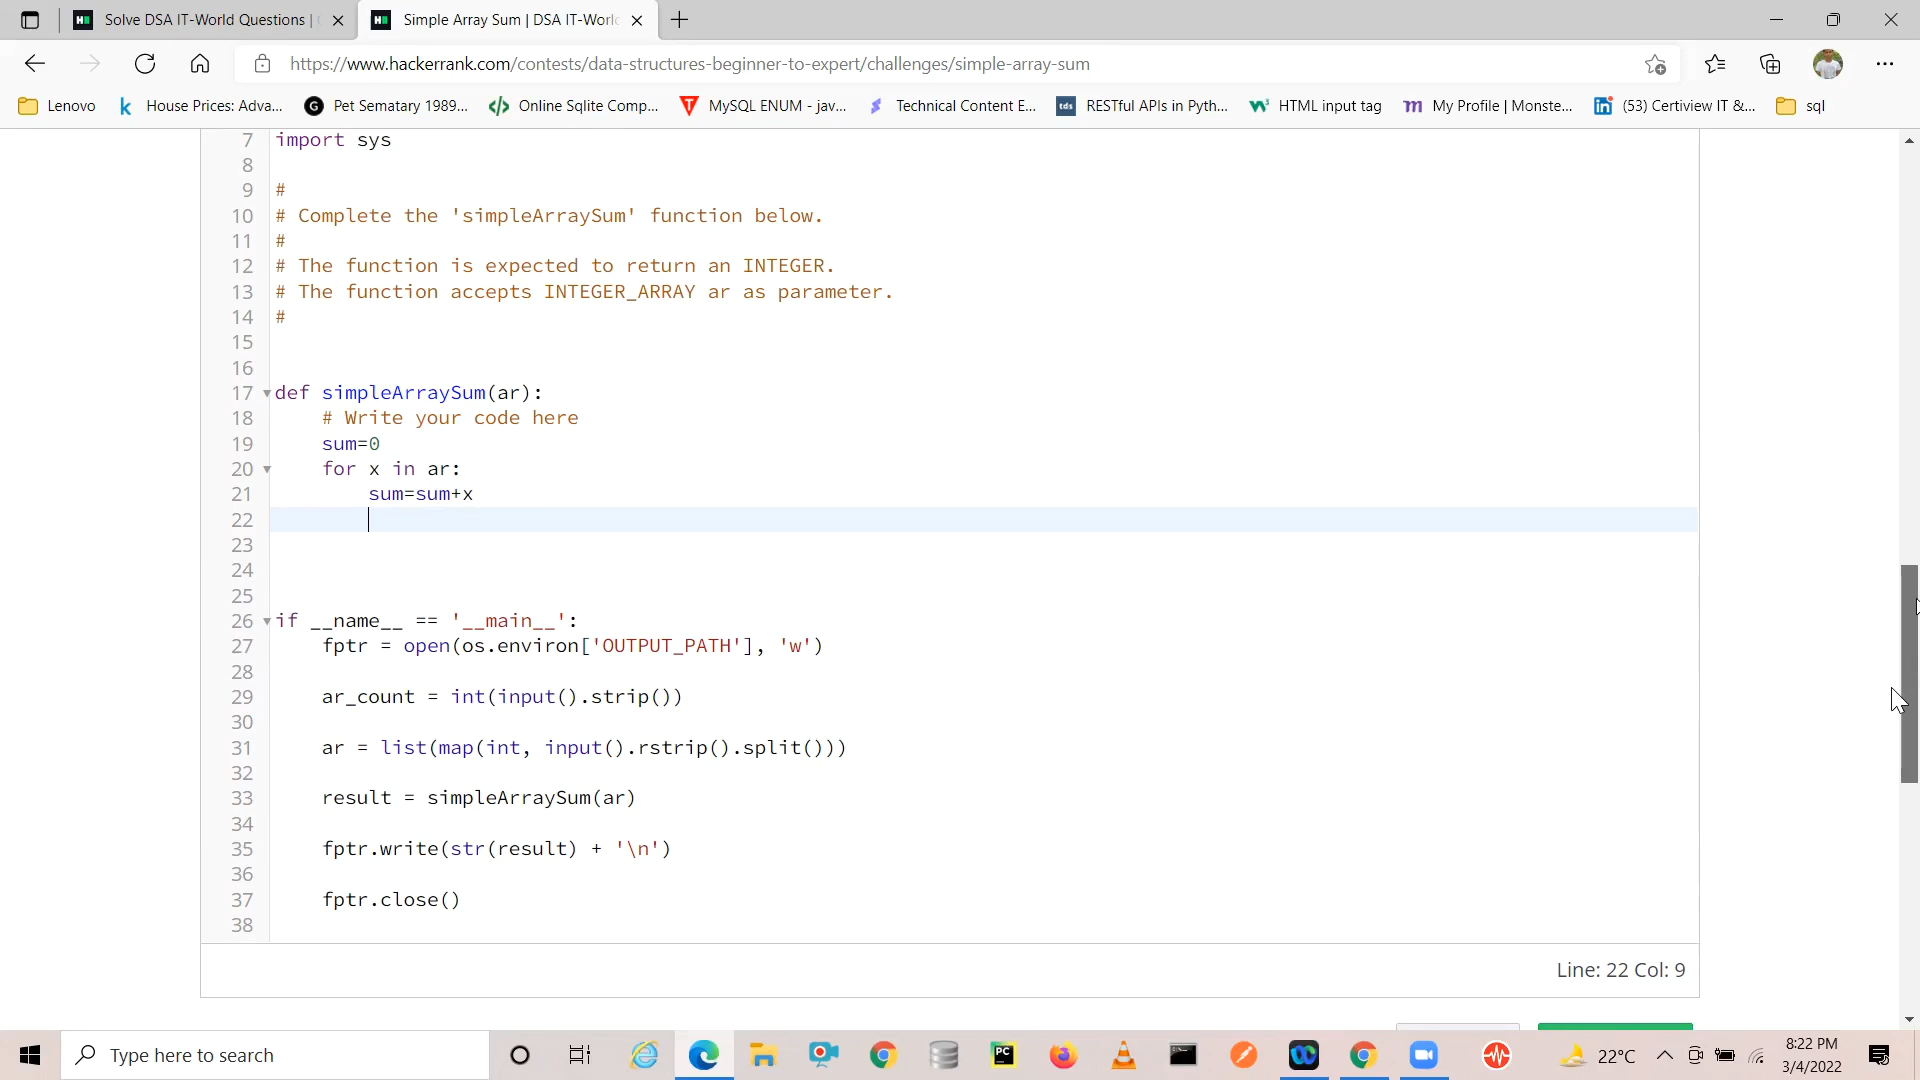 Solve DSA IT-World Questions |
Simple Array Sum | DSA IT-Worl
https://www.hackerrank.com/contests/data-structures-beginner-to-expert/challenges/simple-array-sum
Lenovo
House Prices: Adva...
Pet Sematary 1989...
Online Sqlite Comp...
MySQL ENUM - jav...
Technical Content E...
RESTful APIs in Pyth...
HTML input tag
My Profile | Monste...
(53) Certiview IT &...
sql
7 import sys
8
9 #
10 # Complete the 'simpleArraySum' function below.
11 #
12 # The function is expected to return an INTEGER.
13 # The function accepts INTEGER_ARRAY ar as parameter.
14 #
15
16
17 def simpleArraySum(ar):
18 # Write your code here
19 sum=0
20 for x in ar:
21 sum=sum+x
22
23
24
25
26 if __name__ == '__main__':
27 fptr = open(os.environ['OUTPUT_PATH'], 'w')
28
29 ar_count = int(input().strip())
30
31 ar = list(map(int, input().rstrip().split()))
32
33 result = simpleArraySum(ar)
34
35 fptr.write(str(result) + '\n')
36
37 fptr.close()
38
Line: 22 Col: 9
Type here to search
22°C
8:22 PM
3/4/2022